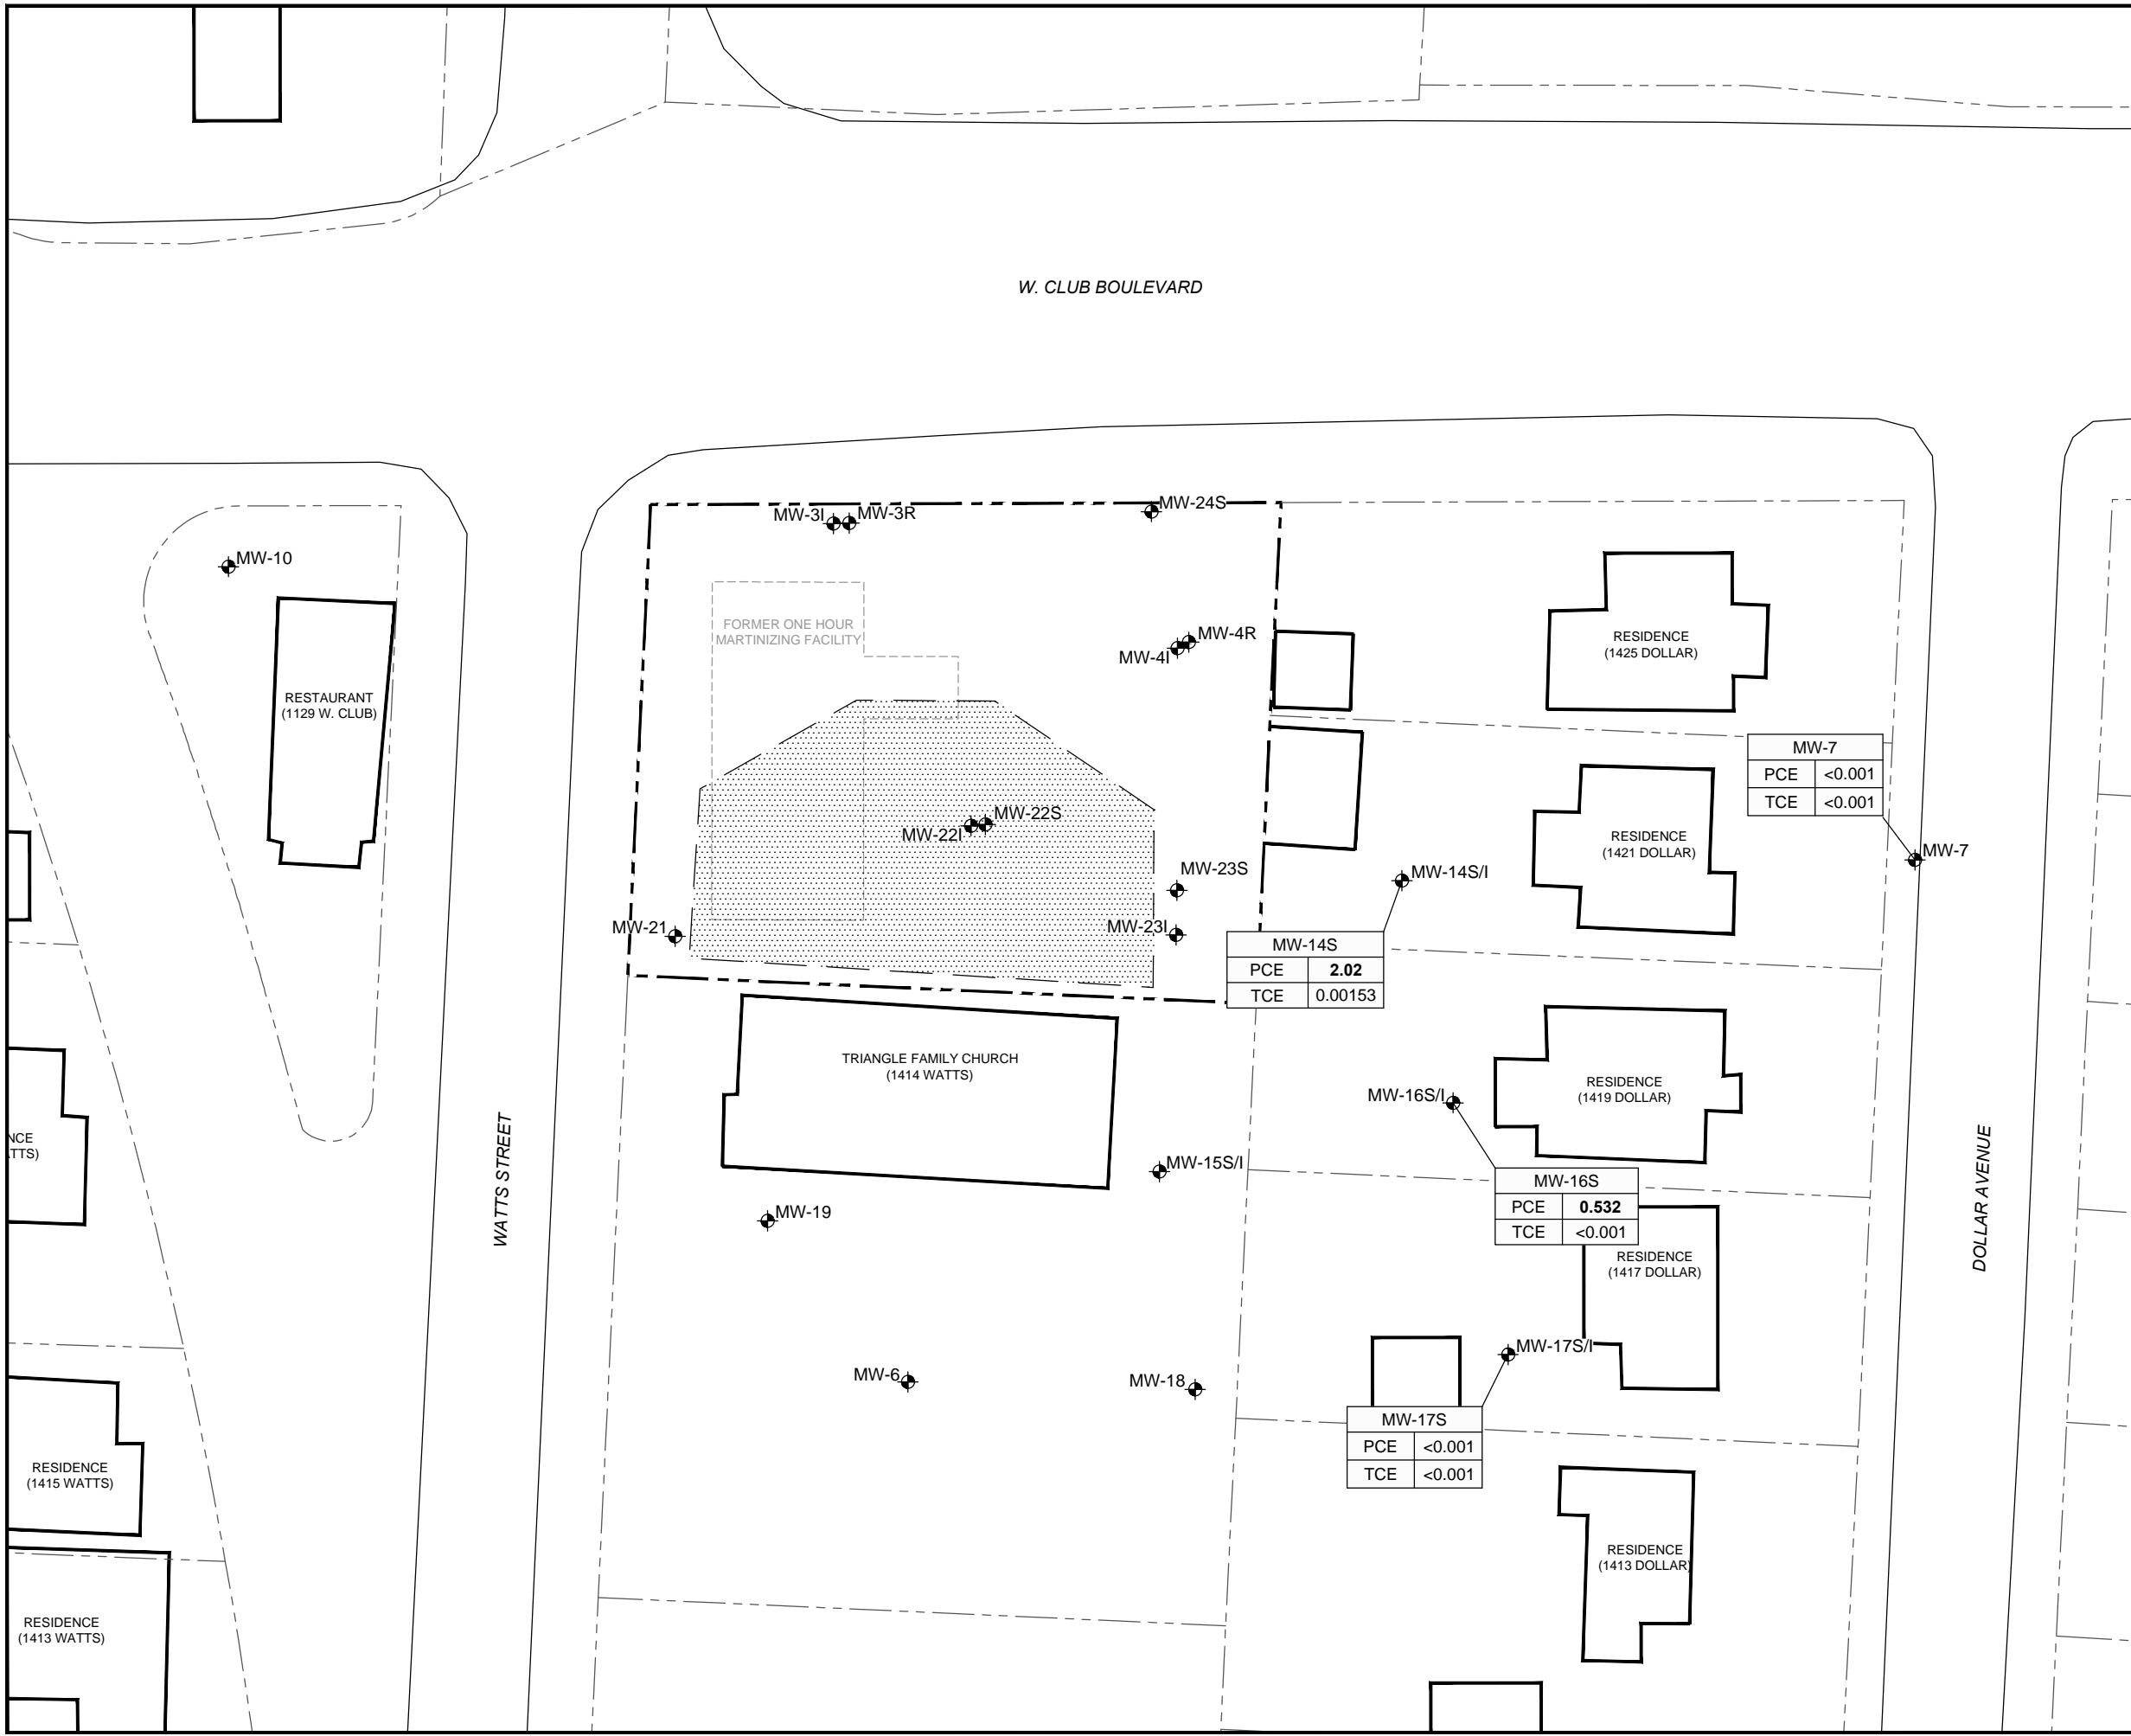 W. CLUB BOULEVARD
MW-24S
MW-3I
MW-3R
MW-10
FORMER ONE HOUR
MARTINIZING FACILITY
MW-4R
MW-4I
RESIDENCE
(1425 DOLLAR)
RESTAURANT
(1129 W. CLUB)
MW-7
PCE <0.001
TCE <0.001
MW-22S
MW-22I
RESIDENCE
(1421 DOLLAR)
MW-7
MW-23S
MW-14S/I
MW-21
MW-23I
MW-14S
PCE 2.02
TCE 0.00153
TRIANGLE FAMILY CHURCH
(1414 WATTS)
RESIDENCE
(1419 DOLLAR)
MW-16S/I
NCE
TTS)
WATTS STREET
DOLLAR AVENUE
MW-15S/I
MW-16S
PCE 0.532
TCE <0.001
MW-19
RESIDENCE
(1417 DOLLAR)
MW-17S/I
MW-6
MW-18
MW-17S
PCE <0.001
TCE <0.001
RESIDENCE
(1415 WATTS)
RESIDENCE
(1413 DOLLAR)
RESIDENCE
(1413 WATTS)